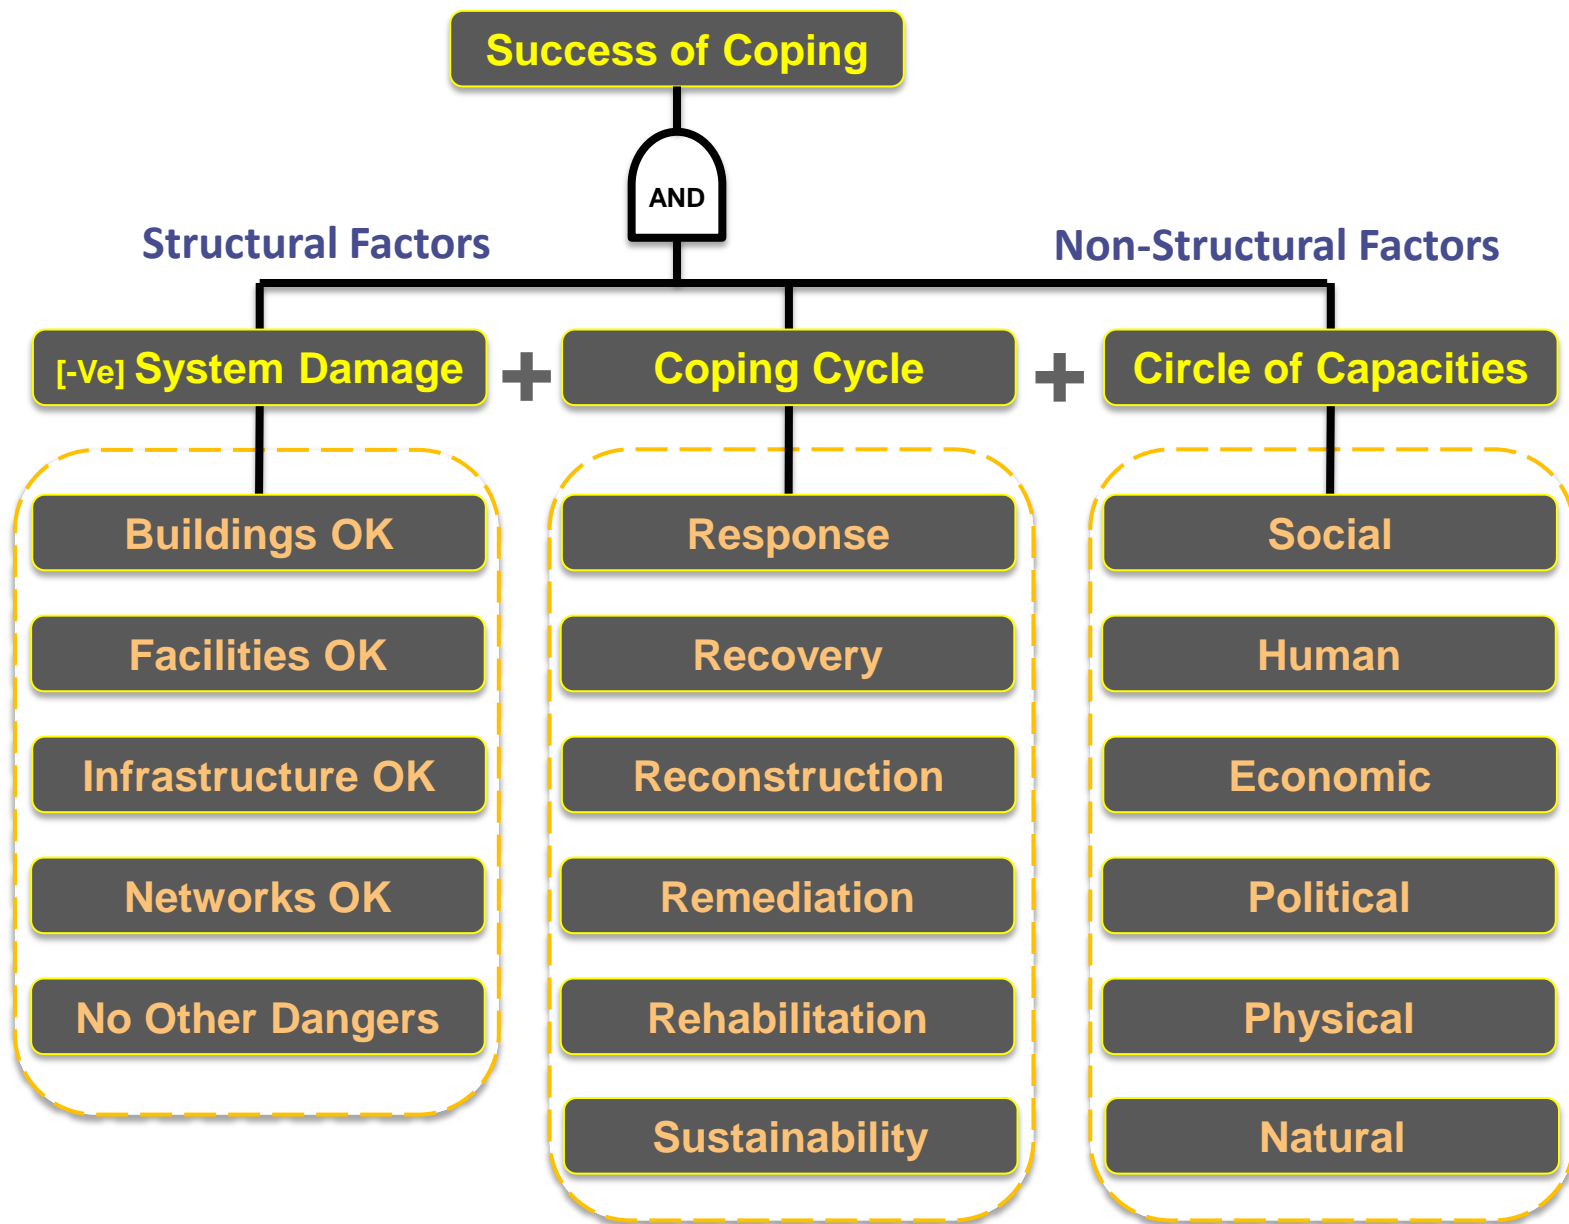 Success of Coping
AND
Structural Factors
Non-Structural Factors
[-Ve] System Damage
+
Coping Cycle
+
Circle of Capacities
Buildings OK
Facilities OK
Infrastructure OK
Networks OK
No Other Dangers
Response
Recovery
Reconstruction
Remediation
Rehabilitation
Sustainability
Social
Human
Economic
Political
Physical
Natural